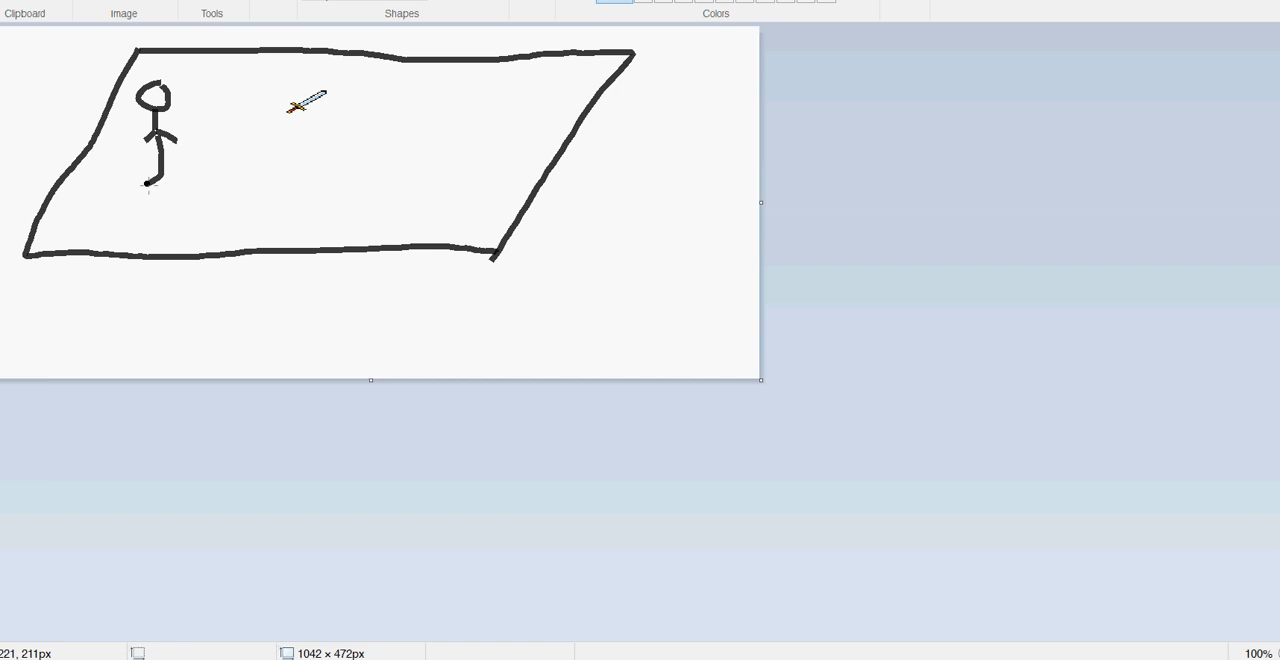 Clipboard
Image
Tools
Shapes
Colors
221, 211px
1042 × 472px
100%